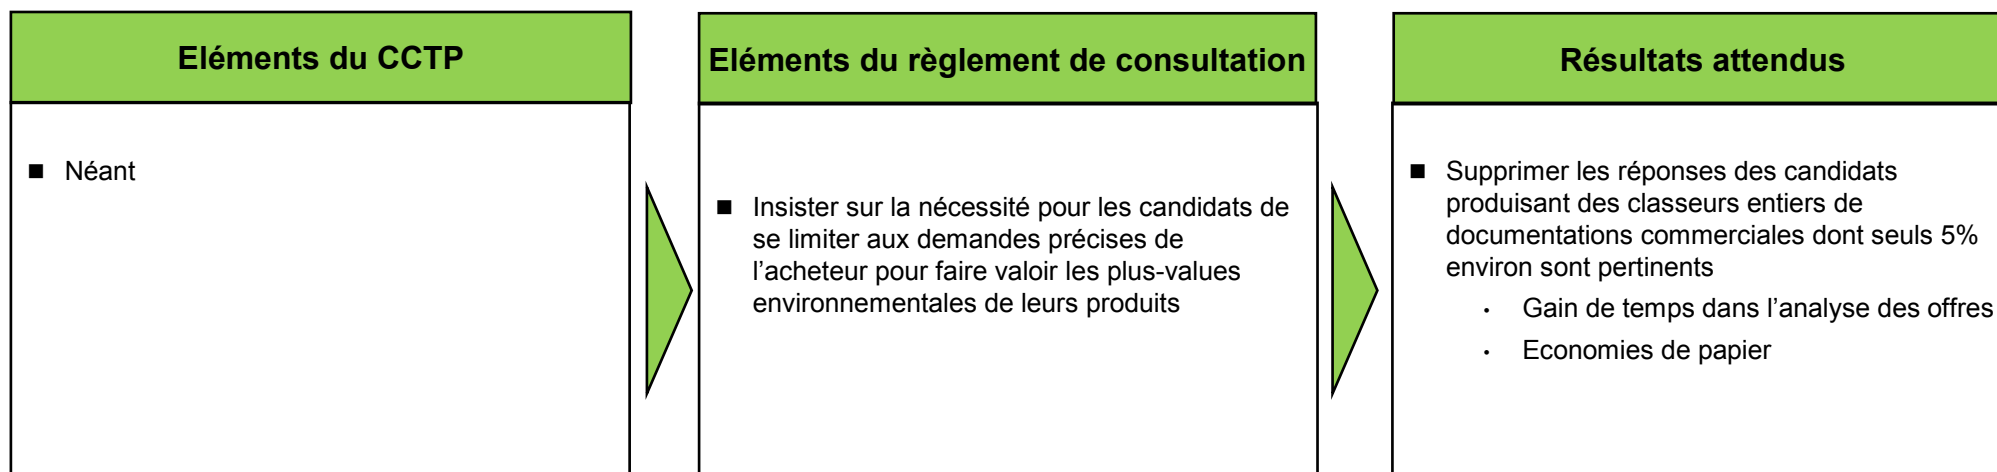 Eléments du CCTP
■ Néant
Eléments du règlement de consultation
■ Insister sur la nécessité pour les candidats de
se limiter aux demandes précises de
l’acheteur pour faire valoir les plus-values
environnementales de leurs produits
Résultats attendus
■ Supprimer les réponses des candidats
produisant des classeurs entiers de
documentations commerciales dont seuls 5%
environ sont pertinents
• Gain de temps dans l’analyse des offres
• Economies de papier